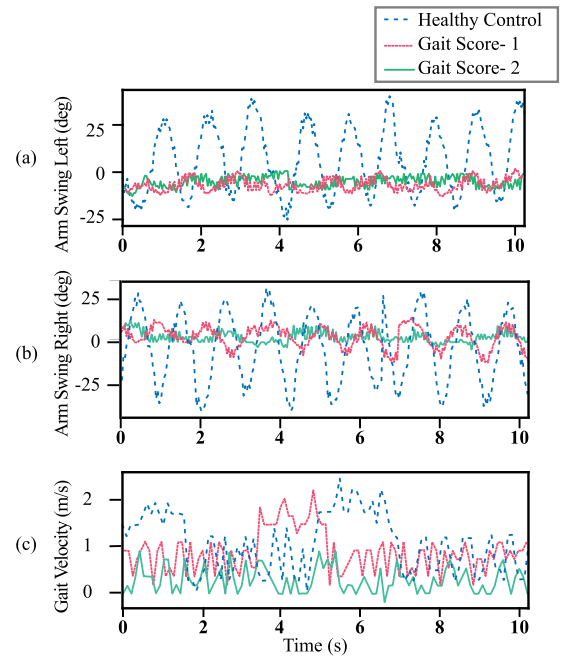 Healthy Control
Gait Score- 1
Gait Score- 2
(a)
Arm Swing Left (deg)
25
0
-25
0 2 4 6 8 10
(b)
Arm Swing Right (deg)
25
0
-25
0 2 4 6 8 10
(c)
Gait Velocity (m/s)
2
1
0
0 2 4 6 8 10
Time (s)